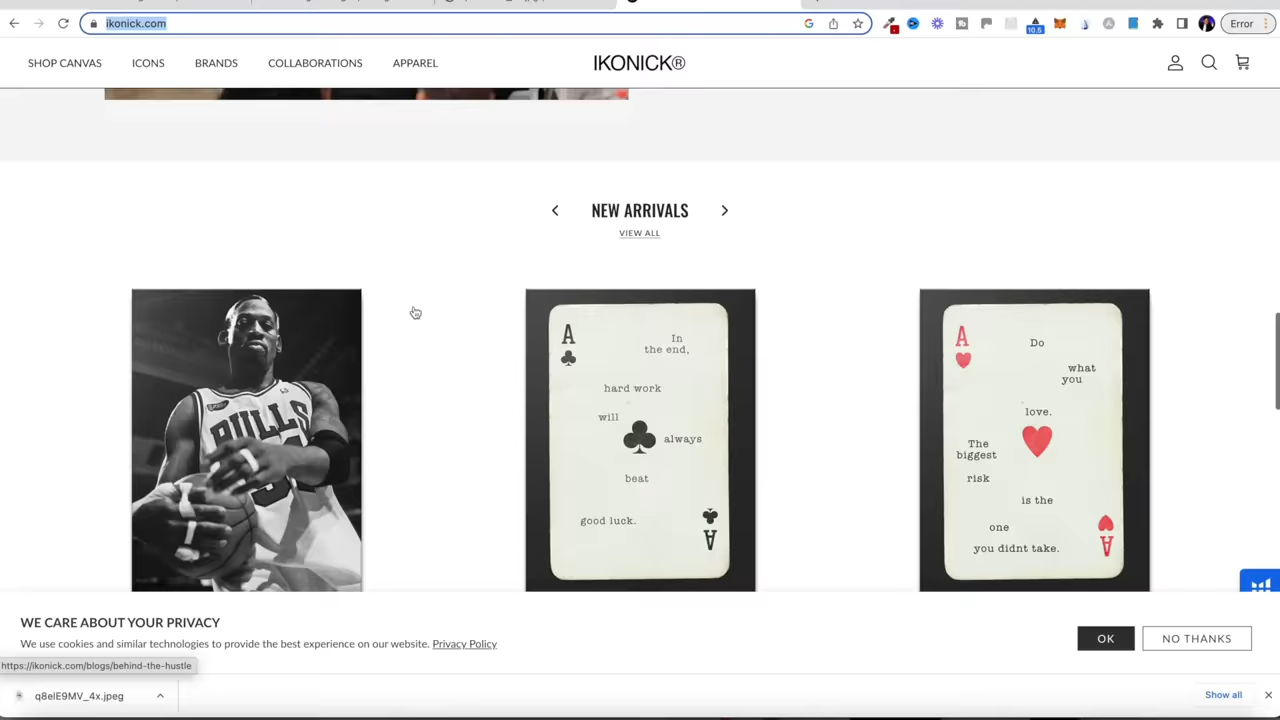 ikonick.com
10.5
Error
SHOP CANVAS
ICONS
BRANDS
COLLABORATIONS
APPAREL
IKONICK®
NEW ARRIVALS
VIEW ALL
BULLS
A
In
the end,
hard work
will
always
beat
good luck.
A
A
Do
what
you
love.
The
biggest
risk
is the
one
you didnt take.
A
WE CARE ABOUT YOUR PRIVACY
We use cookies and similar technologies to provide the best experience on our website. Privacy Policy
OK
NO THANKS
https://ikonick.com/blogs/behind-the-hustle
q8elE9MV_4x.jpeg
Show all